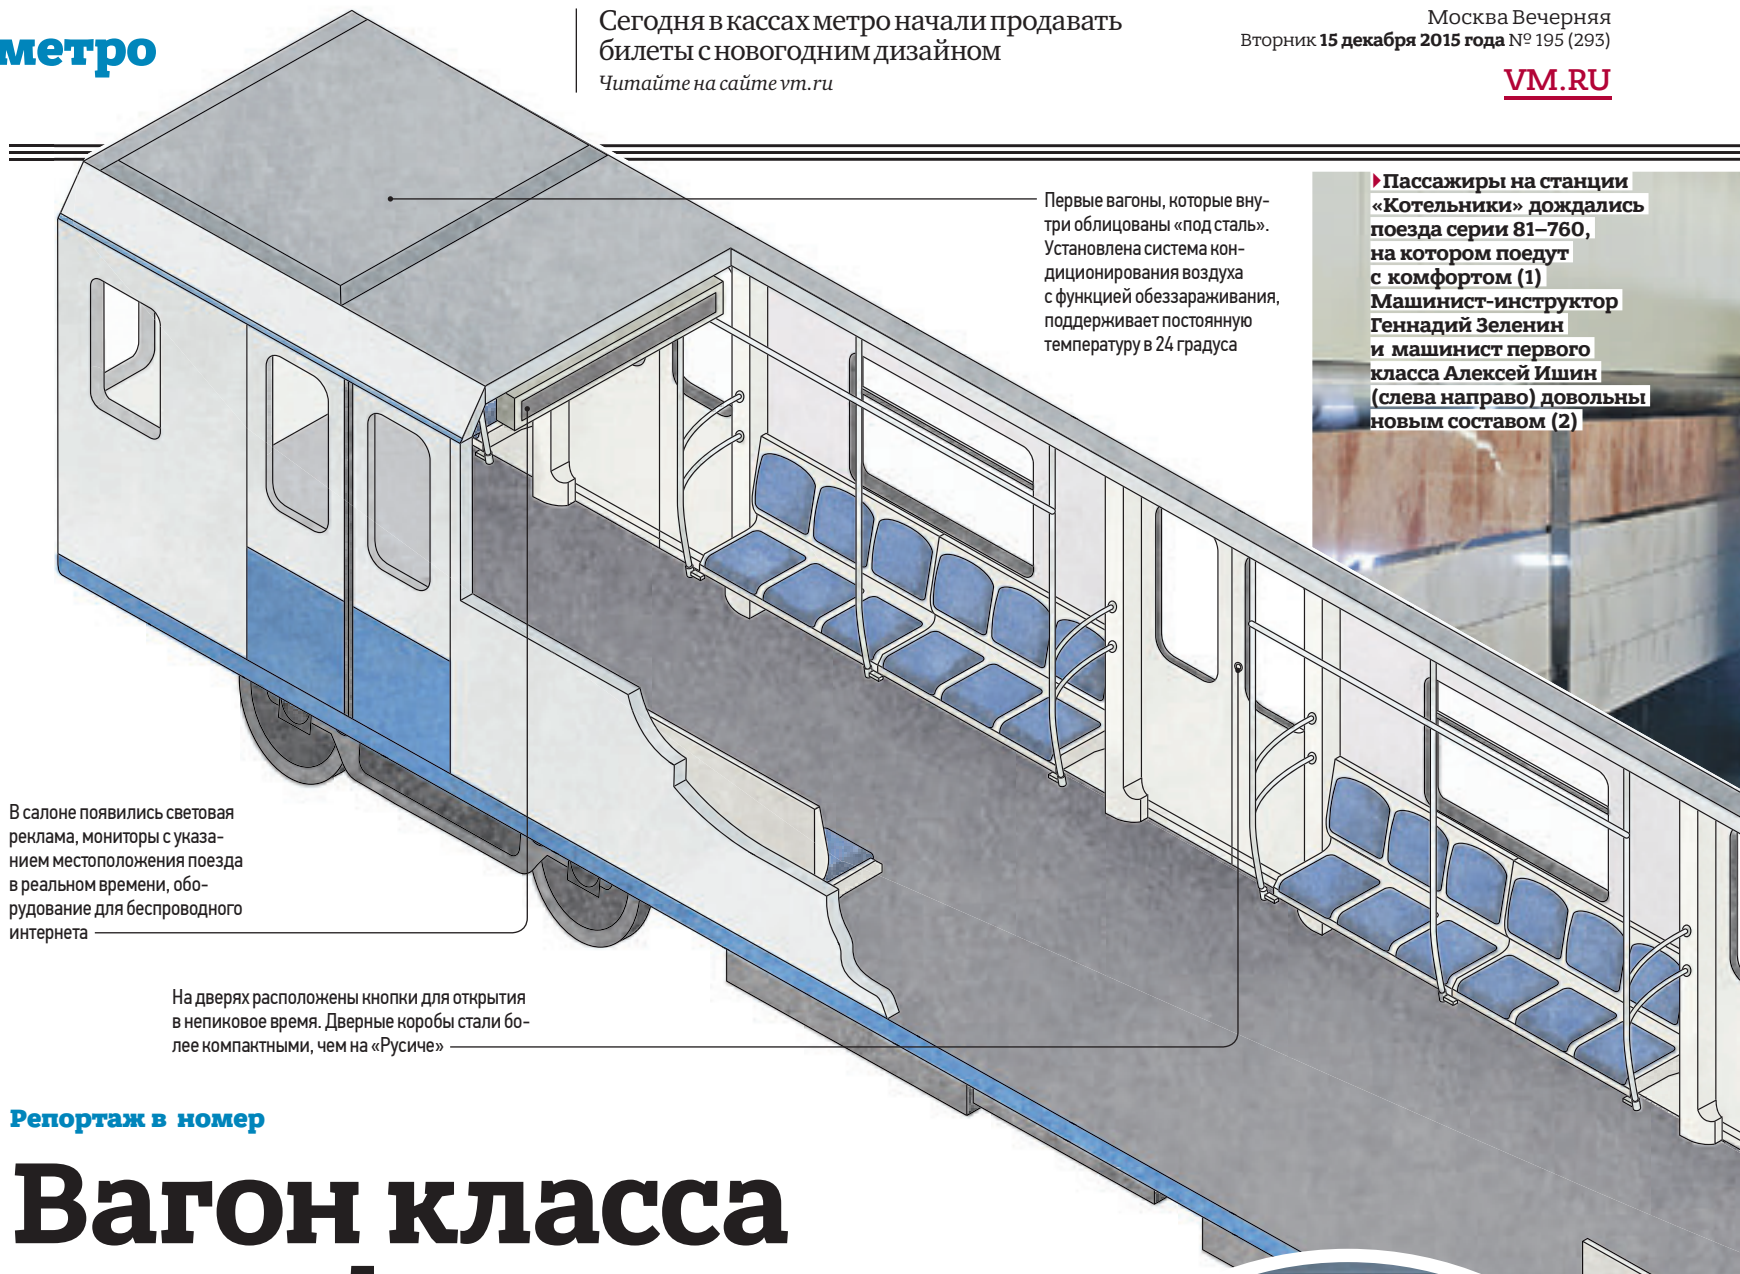 метро
Сегодня в кассах метро начали продавать
билеты с новогодним дизайном
Читайте на сайте vm.ru
Москва Вечерняя
Вторник 15 декабря 2015 года № 195 (293)
VM.RU
Первые вагоны, которые вну-
три облицованы «под сталь».
Установлена система кон-
диционирования воздуха
с функцией обеззараживания,
поддерживает постоянную
температуру в 24 градуса
Пассажиры на станции
«Котельники» дождались
поезда серии 81–760,
на котором поедут
с комфортом (1)
Машинист-инструктор
Геннадий Зеленин
и машинист первого
класса Алексей Ишин
(слева направо) довольны
новым составом (2)
В салоне появились световая
реклама, мониторы с указа-
нием местоположения поезда
в реальном времени, обо-
рудование для беспроводного
интернета
На дверях расположены кнопки для открытия
в непиковое время. Дверные коробы стали бо-
лее компактными, чем на «Русиче»
Репортаж в номер
Вагон класса